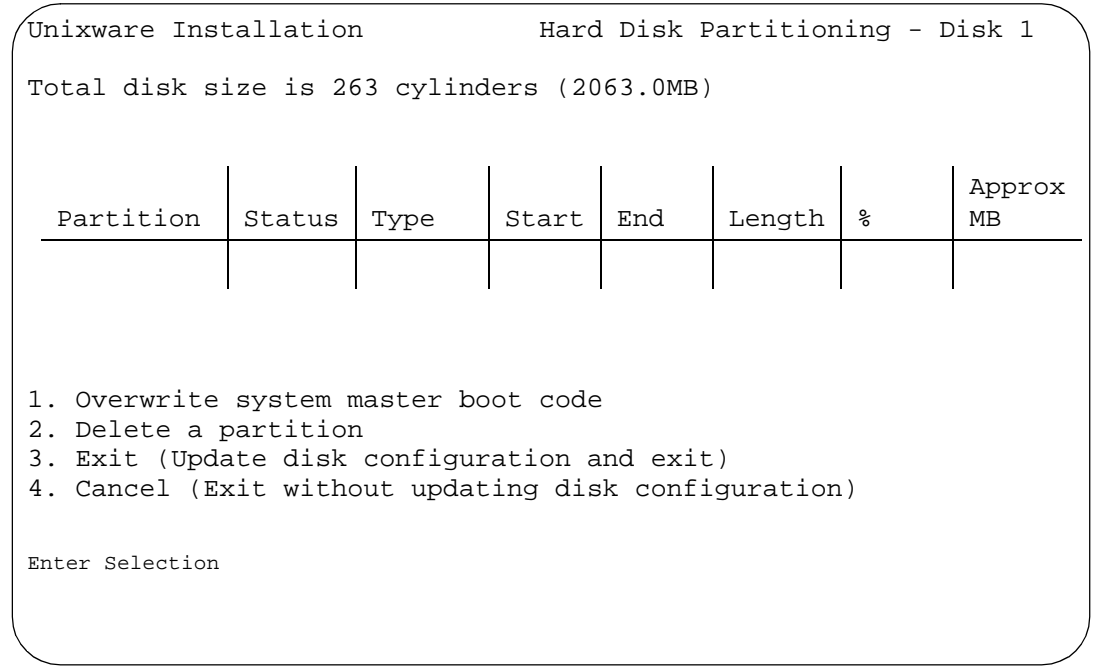 Unixware Installation Hard Disk Partitioning - Disk 1
Total disk size is 263 cylinders (2063.0MB)
Approx
Partition Status Type Start End Length % MB
1. Overwrite system master boot code
2. Delete a partition
3. Exit (Update disk configuration and exit)
4. Cancel (Exit without updating disk configuration)
Enter Selection